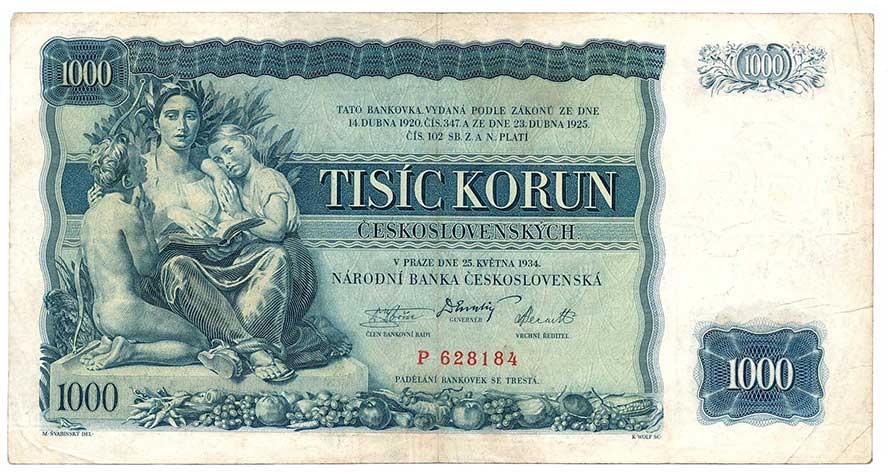 1000
1000
TATO BANKOVKA, VYDANÁ PODLE ZÁKONŮ ZE DNE
14. DUBNA 1920, ČÍS. 347. A ZE DNE 23. DUBNA 1925.
ČÍS. 102 SB. Z. A N. PLATÍ
TISÍC KORUN
ČESKOSLOVENSKÝCH
V PRAZE DNE 25. KVĚTNA 1934.
NÁRODNÍ BANKA ČESKOSLOVENSKÁ
ČLEN BANKOVNÍ RADY
GUVERNÉR
VRCHNÍ ŘEDITEL
P 628184
PADĚLÁNÍ BANKOVEK SE TRESTÁ.
1000
1000
M. ŠVABINSKÝ DEL.
K. WOLF SC.